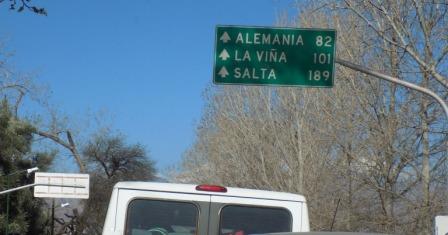 ALEMANIA 82
LA VIÑA 101
SALTA 189